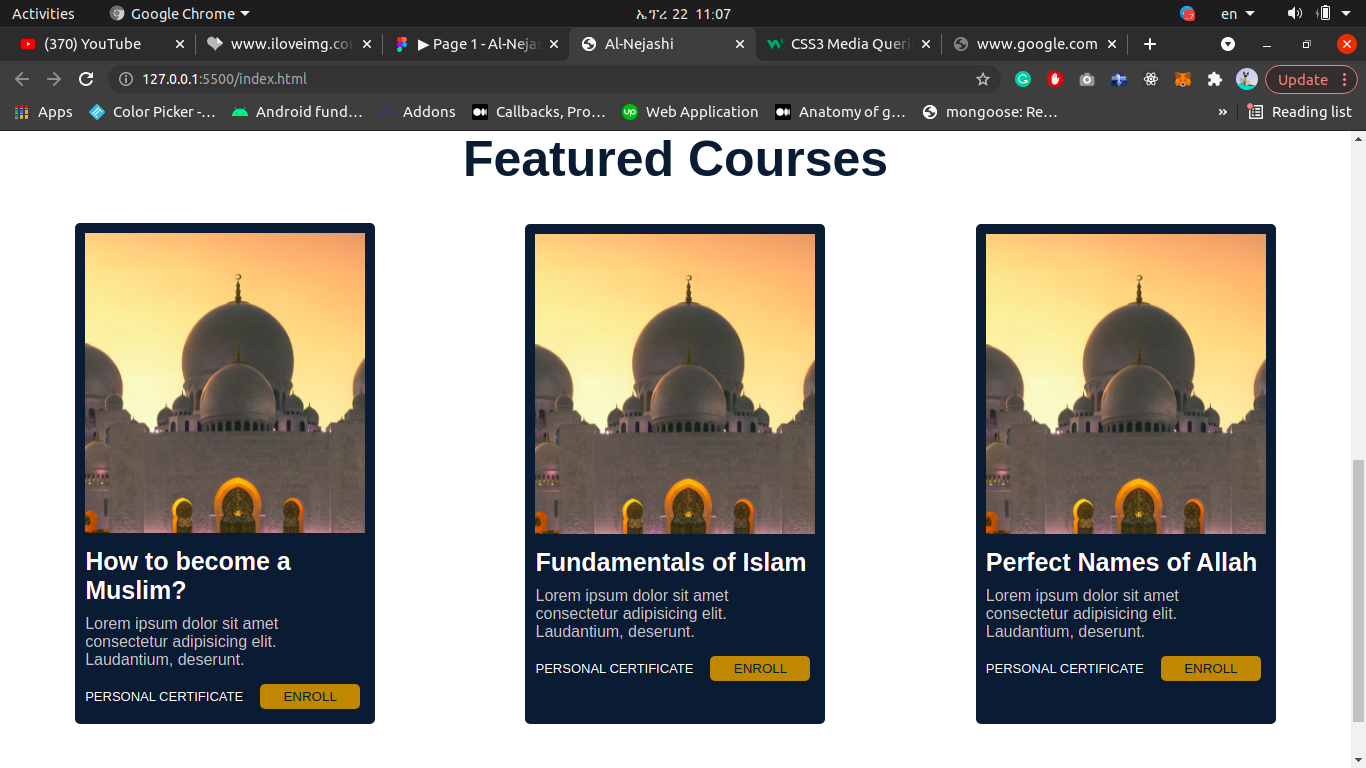 Activities
Google Chrome
ኤፕረ 22 11:07
en
(370) YouTube
www.iloveimg.co
▶ Page 1 - Al-Neja
Al-Nejashi
CSS3 Media Queri
www.google.com
127.0.0.1:5500/index.html
Update
Apps
Color Picker -…
Android fund…
Addons
Callbacks, Pro…
up
Web Application
Anatomy of g…
mongoose: Re…
»
Reading list
Featured Courses
How to become a
Muslim?
Lorem ipsum dolor sit amet
consectetur adipisicing elit.
Laudantium, deserunt.
PERSONAL CERTIFICATE
ENROLL
Fundamentals of Islam
Lorem ipsum dolor sit amet
consectetur adipisicing elit.
Laudantium, deserunt.
PERSONAL CERTIFICATE
ENROLL
Perfect Names of Allah
Lorem ipsum dolor sit amet
consectetur adipisicing elit.
Laudantium, deserunt.
PERSONAL CERTIFICATE
ENROLL